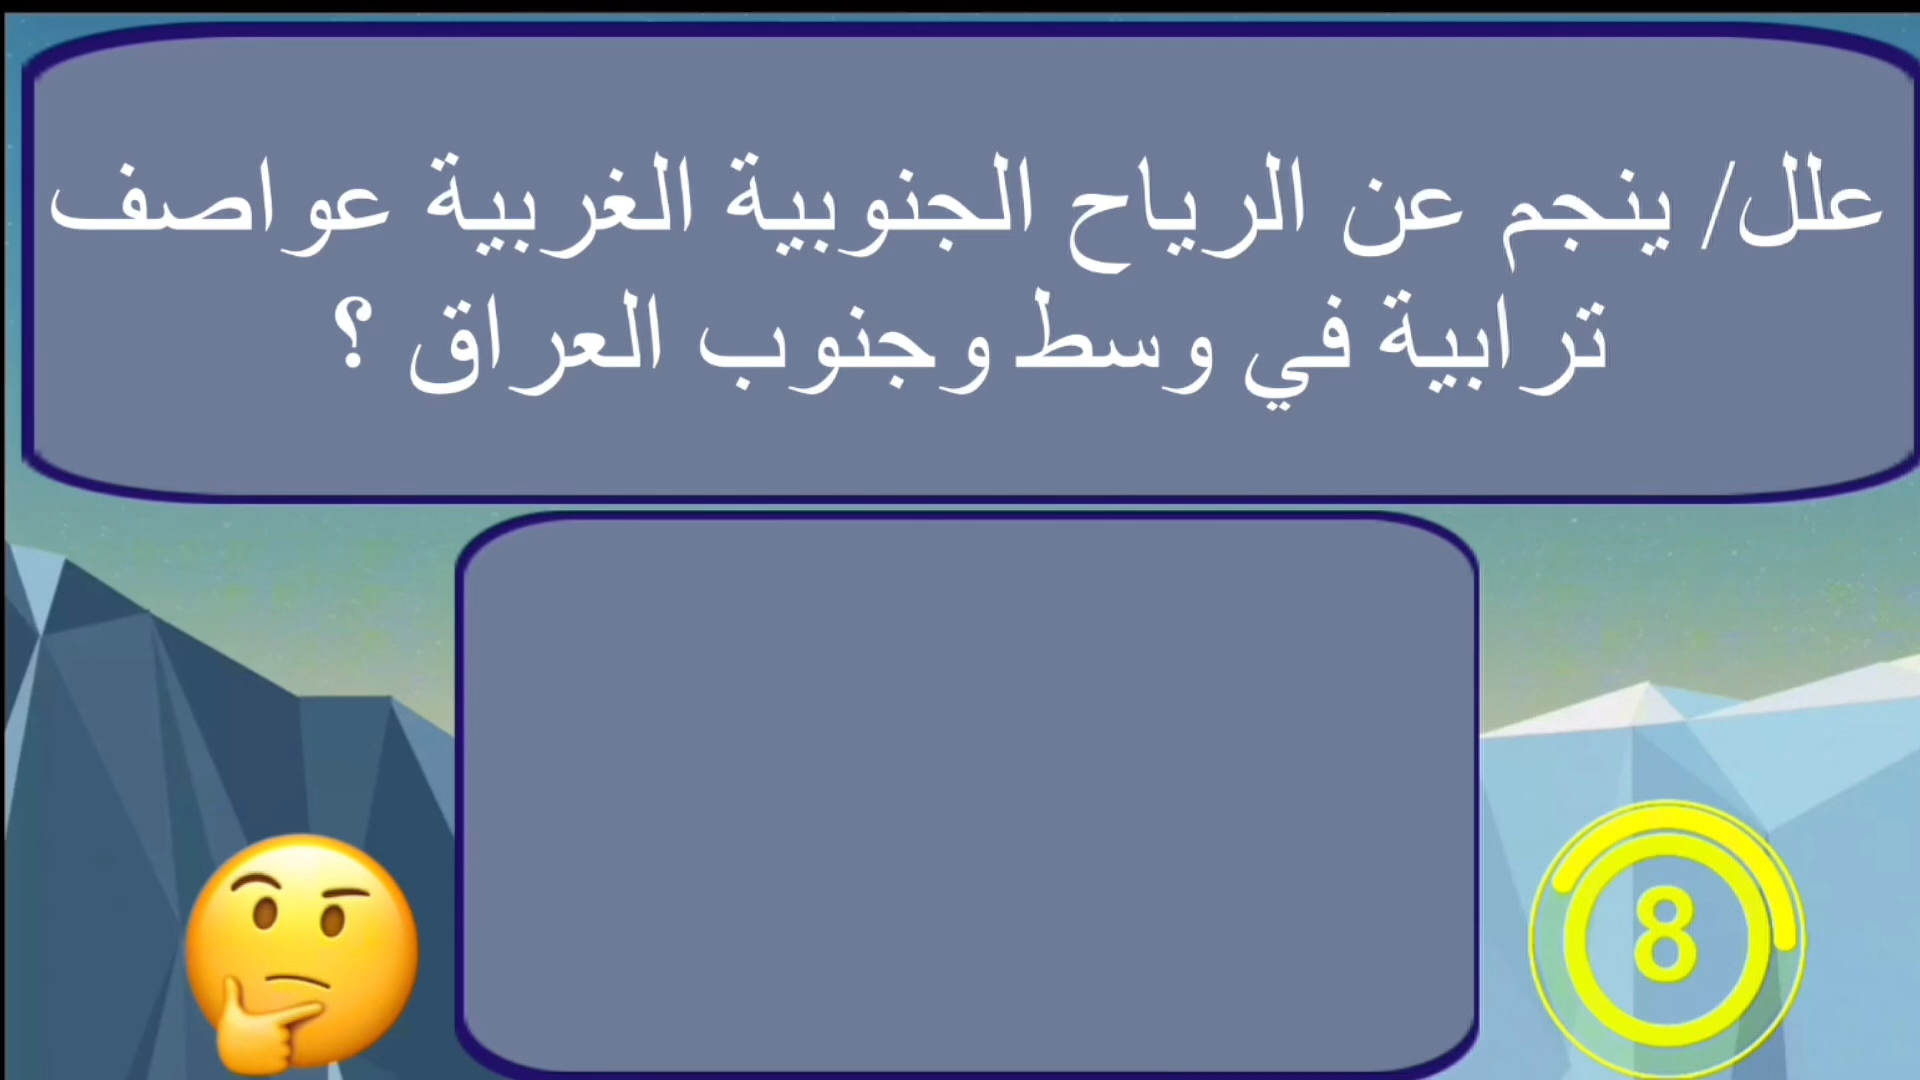 علل/ ينجم عن الرياح الجنوبية الغربية عواصف
ترابية في وسط وجنوب العراق ؟
8